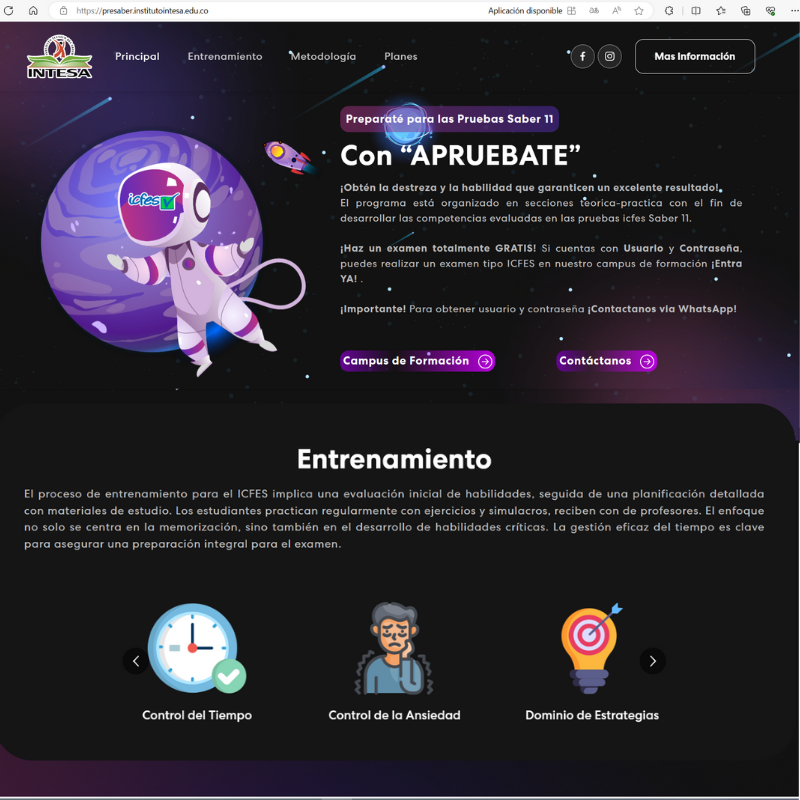 https://presaber.institutointesa.edu.co
Aplicación disponible
INTESA
Principal
Entrenamiento
Metodología
Planes
Mas Información
Preparaté para las Pruebas Saber 11
Con “APRUEBATE”
¡Obtén la destreza y la habilidad que garanticen un excelente resultado!.
El programa está organizado en secciones teorica-practica con el fin de
desarrollar las competencias evaluadas en las pruebas icfes Saber 11.
¡Haz un examen totalmente GRATIS! Si cuentas con Usuario y Contraseña,
puedes realizar un examen tipo ICFES en nuestro campus de formación ¡Entra
YA! .
¡Importante! Para obtener usuario y contraseña ¡Contactanos via WhatsApp!
icfes
Campus de Formación
Contáctanos
Entrenamiento
El proceso de entrenamiento para el ICFES implica una evaluación inicial de habilidades, seguida de una planificación detallada
con materiales de estudio. Los estudiantes practican regularmente con ejercicios y simulacros, reciben con de profesores. El enfoque
no solo se centra en la memorización, sino también en el desarrollo de habilidades críticas. La gestión eficaz del tiempo es clave
para asegurar una preparación integral para el examen.
Control del Tiempo
Control de la Ansiedad
Dominio de Estrategias